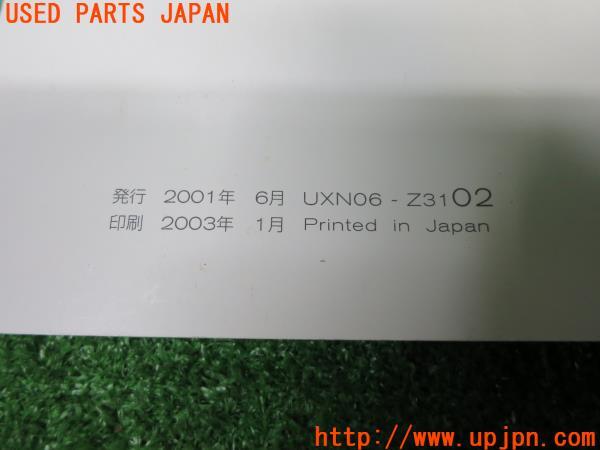 USED PARTS JAPAN
発行 2001年 6月 UXN06 - Z3102
印刷 2003年 1月 Printed in Japan
http://www.upjpn.com/